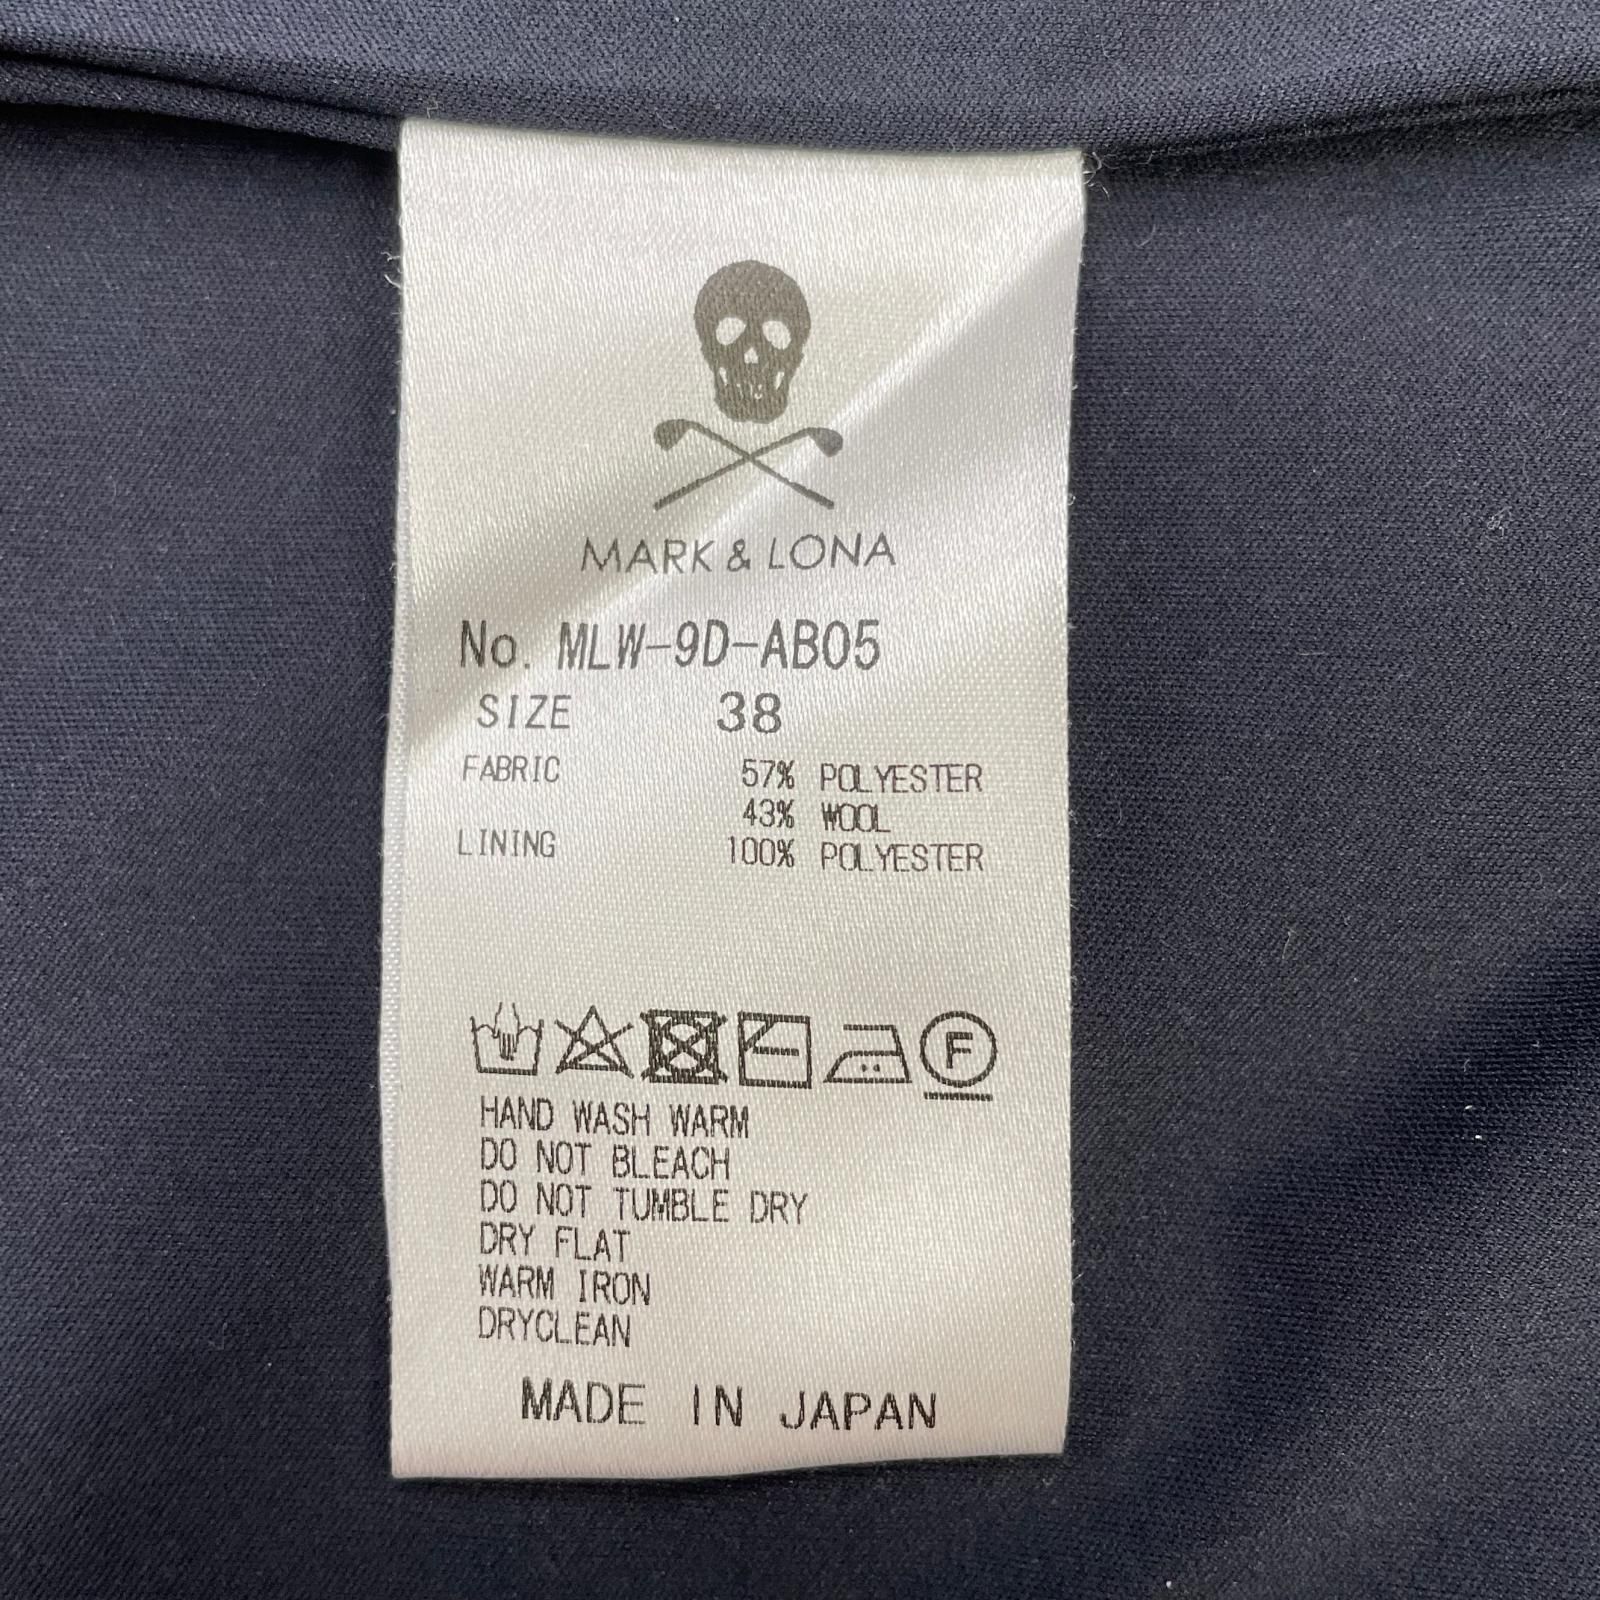 MARK & LONA
No. MLW-9D-AB05
SIZE 38
FABRIC 57% POLYESTER
43% WOOL
LINING 100% POLYESTER
F
HAND WASH WARM
DO NOT BLEACH
DO NOT TUMBLE DRY
DRY FLAT
WARM IRON
DRYCLEAN
MADE IN JAPAN